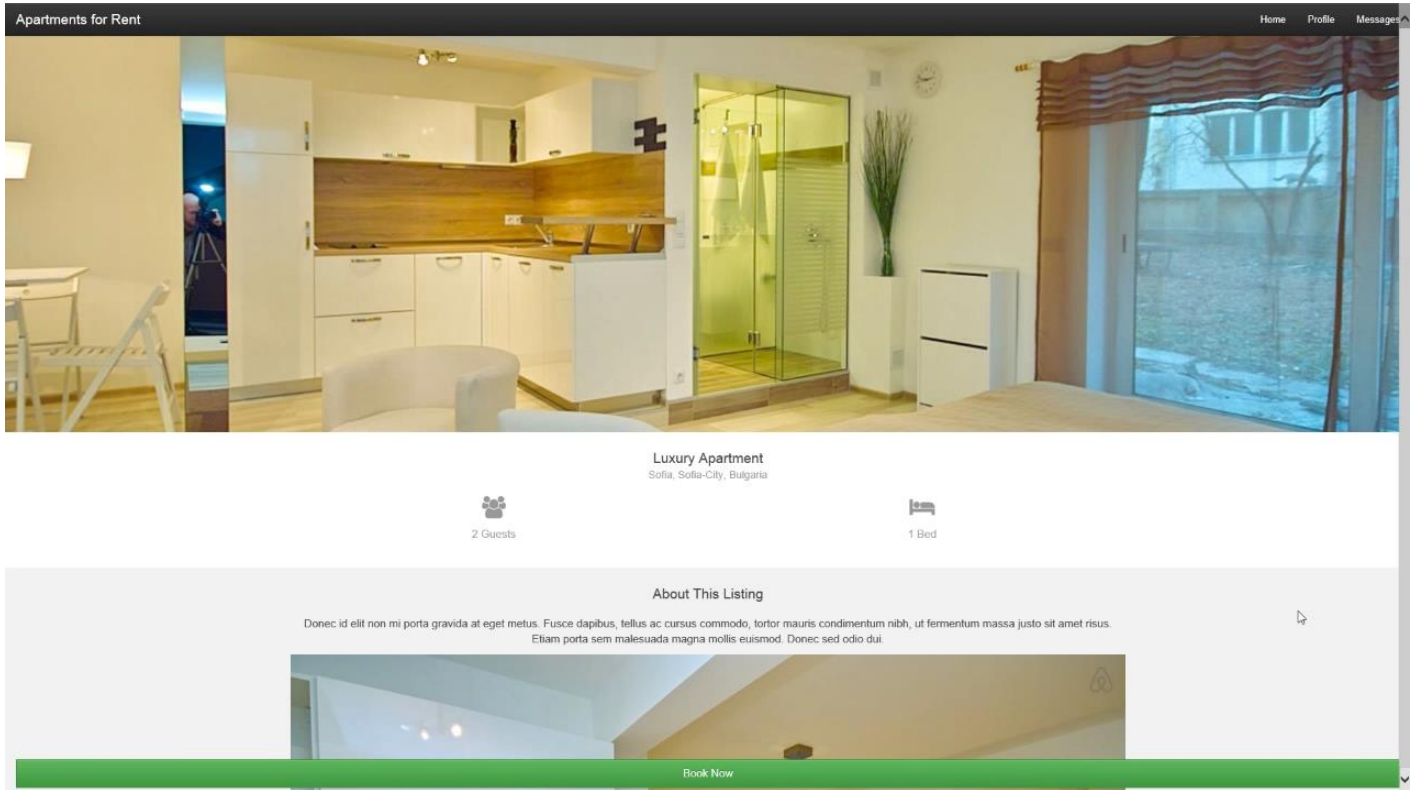 Apartments for Rent
Home Profile Messages
Luxury Apartment
Sofia, Sofia-City, Bulgaria
2 Guests
1 Bed
About This Listing
Donec id elit non mi porta gravida at eget metus. Fusce dapibus, tellus ac cursus commodo, tortor mauris condimentum nibh, ut fermentum massa justo sit amet risus.
Etiam porta sem malesuada magna mollis euismod. Donec sed odio dui.
Book Now